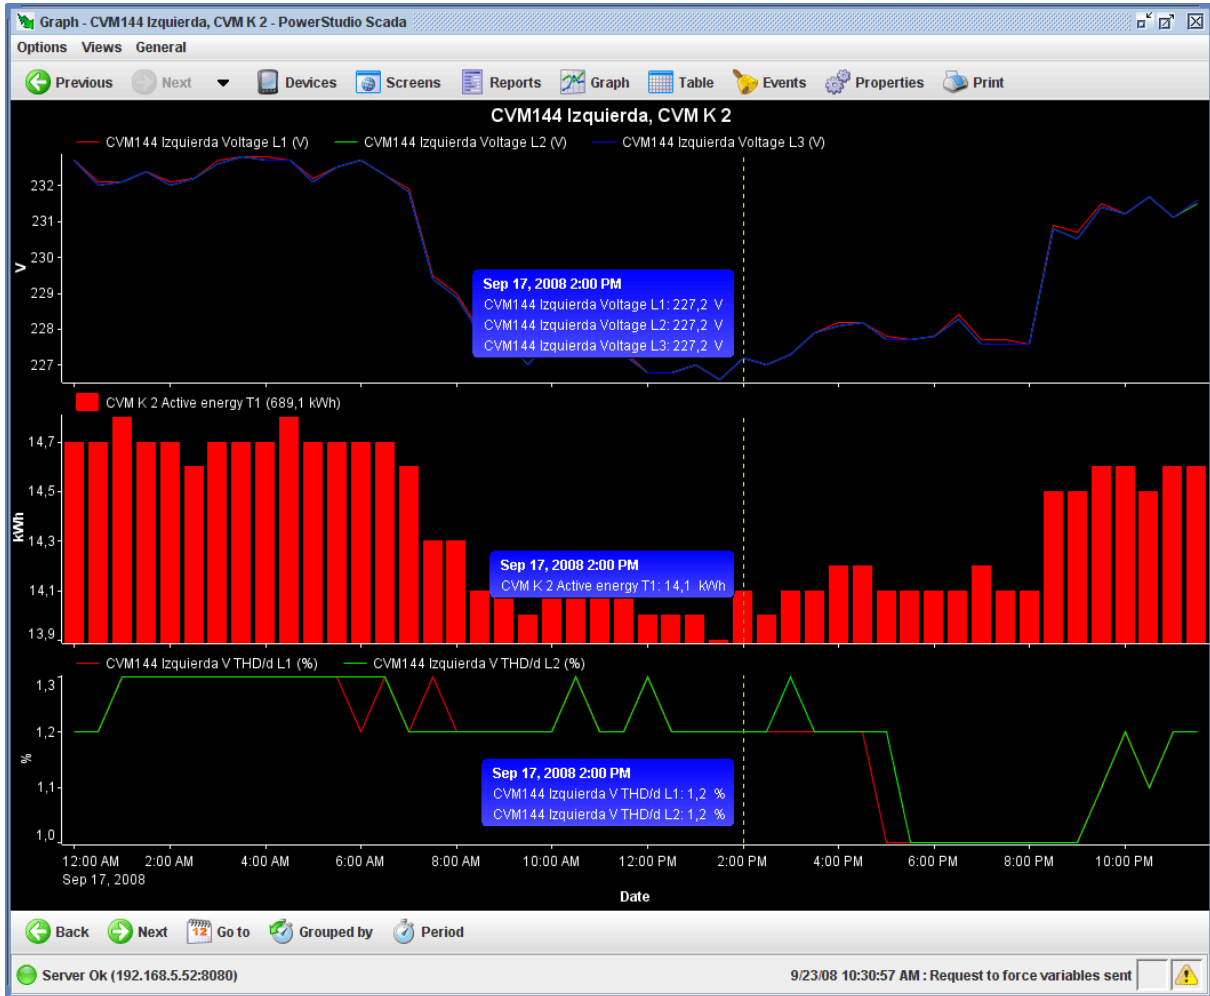 Graph - CVM144 Izquierda, CVM K 2 - PowerStudio Scada
Options Views General
Previous Next Devices Screens Reports Graph Table Events Properties Print
CVM144 Izquierda, CVM K 2
CVM144 Izquierda Voltage L1 (V) CVM144 Izquierda Voltage L2 (V) CVM144 Izquierda Voltage L3 (V)
232
231
230
V
229
228
227
Sep 17, 2008 2:00 PM
CVM144 Izquierda Voltage L1: 227,2 V
CVM144 Izquierda Voltage L2: 227,2 V
CVM144 Izquierda Voltage L3: 227,2 V
CVM K 2 Active energy T1 (689,1 kWh)
14,7
14,5
kWh
14,3
14,1
13,9
Sep 17, 2008 2:00 PM
CVM K 2 Active energy T1: 14,1 kWh
CVM144 Izquierda V THD/d L1 (%) CVM144 Izquierda V THD/d L2 (%)
1,3
1,2
%
1,1
1,0
Sep 17, 2008 2:00 PM
CVM144 Izquierda V THD/d L1: 1,2 %
CVM144 Izquierda V THD/d L2: 1,2 %
12:00 AM 2:00 AM 4:00 AM 6:00 AM 8:00 AM 10:00 AM 12:00 PM 2:00 PM 4:00 PM 6:00 PM 8:00 PM 10:00 PM
Sep 17, 2008
Date
Back Next 12 Go to Grouped by Period
Server Ok (192.168.5.52:8080) 9/23/08 10:30:57 AM : Request to force variables sent